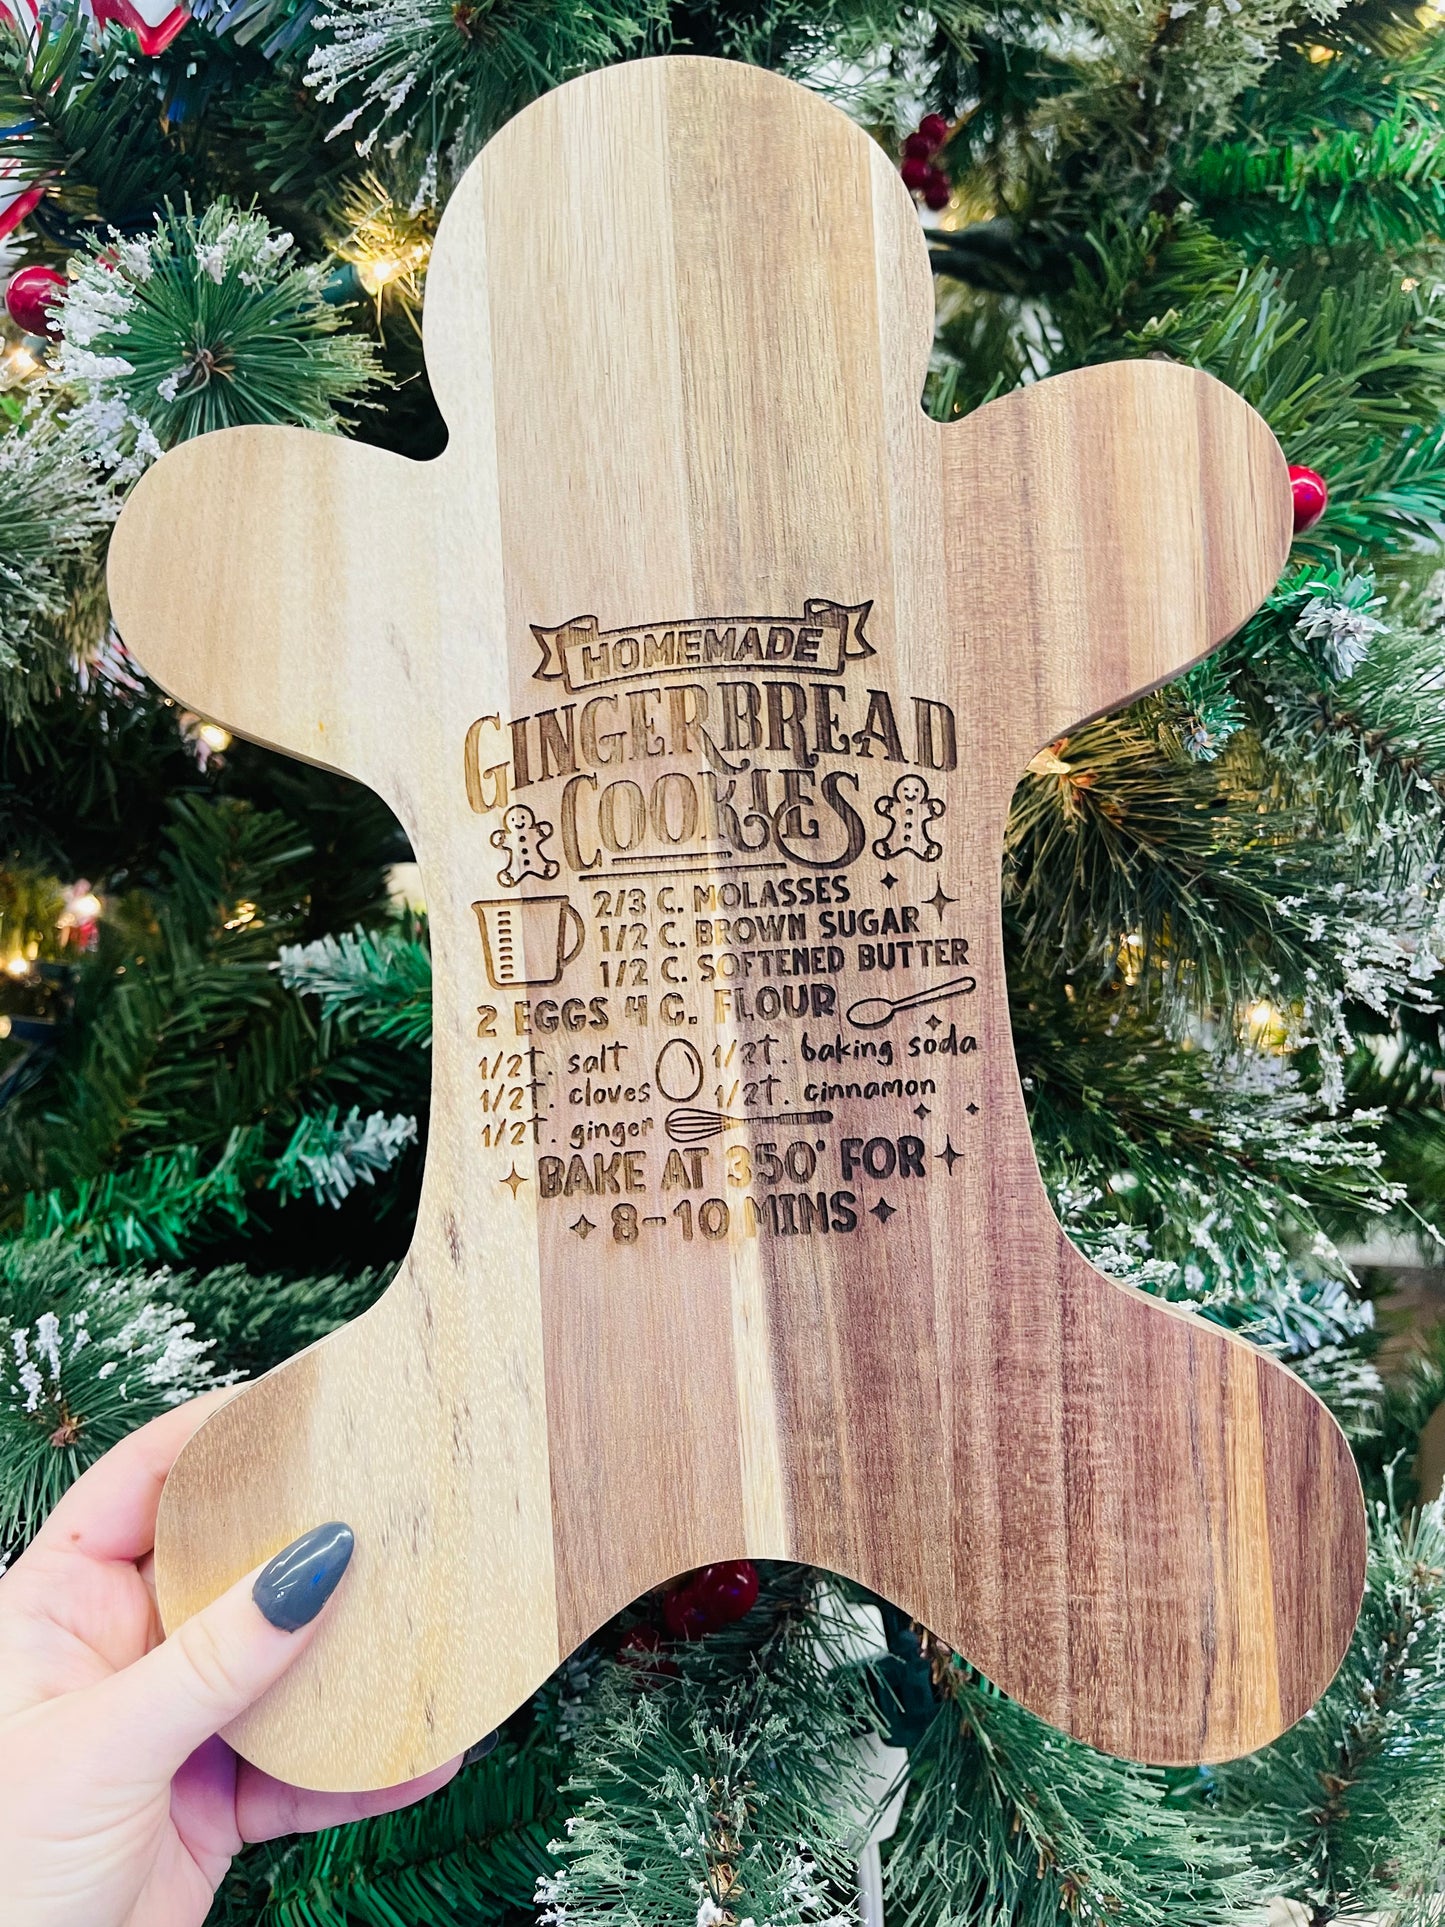 HOMEMADE
GINGERBREAD
COOKIES
2/3 C. MOLASSES
1/2 C. BROWN SUGAR
1/2 C. SOFTENED BUTTER
2 EGGS 4 C. FLOUR
1/2T. salt 1/2T. baking soda
1/2T. cloves 1/2T. cinnamon
1/2T. ginger
BAKE AT 350° FOR
8-10 MINS